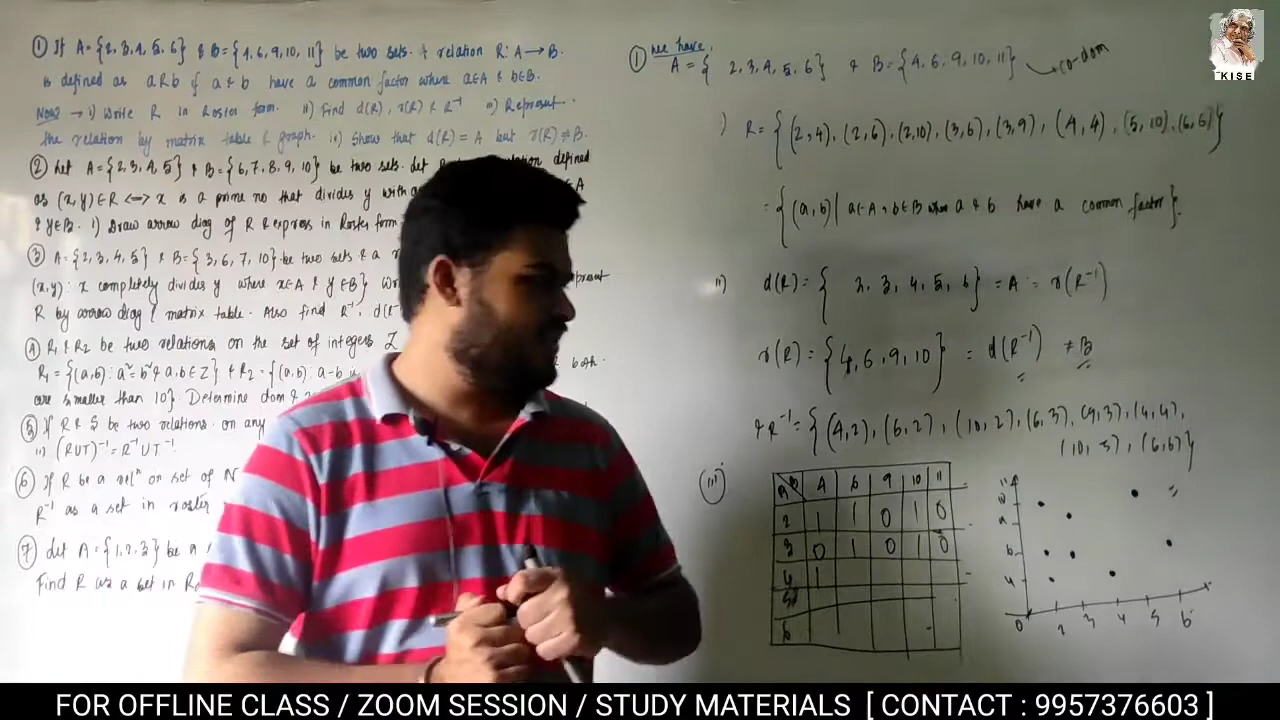 ① If A = {2,3,4,5,6} & B = {4,6,9,10,11} be two sets. A relation R: A → B.
is defined as aRb if a & b have a common factor where a∈A & b∈B.
Now? → i) Write R in Roster form. ii) Find d(R), r(R) & R⁻¹ iii) Represent
the relation by matrix table & graph. iv) Show that d(R) = A but r(R) ≠ B.
② Let A = {2,3,4,5} & B = {6,7,8,9,10} be two sets. Let R defined
as (x,y)∈R <=> x is a prime no that divides y with
& y∈B. i) Draw arrow diag of R & express in Roster form
③ A = {2,3,4,5} & B = {3,6,7,10} be two sets & a
(x,y): x completely divides y where x∈A & y∈B}
R by arrow diag & matrix table. Also find R⁻¹, d(R⁻
④ R₁ & R₂ be two relations on the set of integers Z
R₁ = {(a,b): a²=b² & a,b∈Z} & R₂ = {(a,b): a-b both
are smaller than 10}. Determine dom &
⑤ If R & S be two relations on any
ii) (RUT)⁻¹ = R⁻¹UT⁻¹.
⑥ If R be a relⁿ on set of N
R⁻¹ as a set in roster
⑦ Let A = {1,2,3} be a
Find R as a set in Ro
① we have,
A = { 2,3,4,5,6} & B = {4,6,9,10,11} co-dom
) R = {(2,4),(2,6),(2,10),(3,6),(3,9),(4,4),(5,10),(6,6)}
= {(a,b)| a∈A, b∈B when a & b have a common factor}.
ii) d(R) = { 2,3,4,5,6} = A = r(R⁻¹)
r(R) = {4,6,9,10} = d(R⁻¹) ≠ B
& R⁻¹ = {(4,2),(6,2),(10,2),(6,3),(9,3),(4,4),
(10,5),(6,6)}
iii)
A B 4 6 9 10 11
2 1 1 0 1 0
3 0 1 0 1 0
4 1
5
6
11
10
9
6
4
0 2 3 4 5 6
KISE
FOR OFFLINE CLASS / ZOOM SESSION / STUDY MATERIALS [ CONTACT : 9957376603 ]